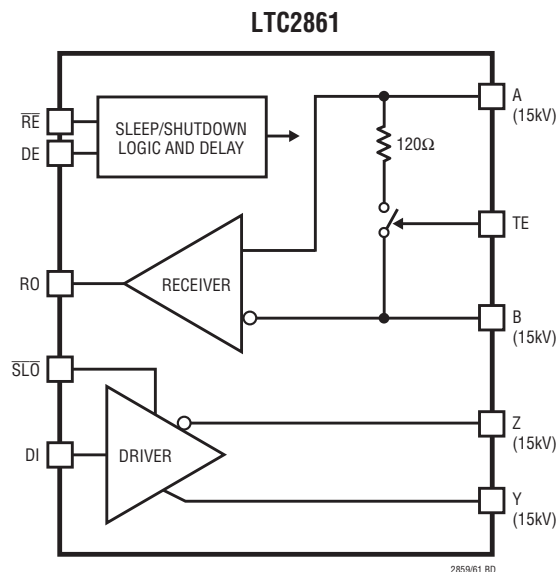 LTC2861
RE
DE
SLEEP/SHUTDOWN
LOGIC AND DELAY
A
(15kV)
120Ω
TE
RO
RECEIVER
B
(15kV)
SLO
DI
DRIVER
Z
(15kV)
Y
(15kV)
2859/61 BD